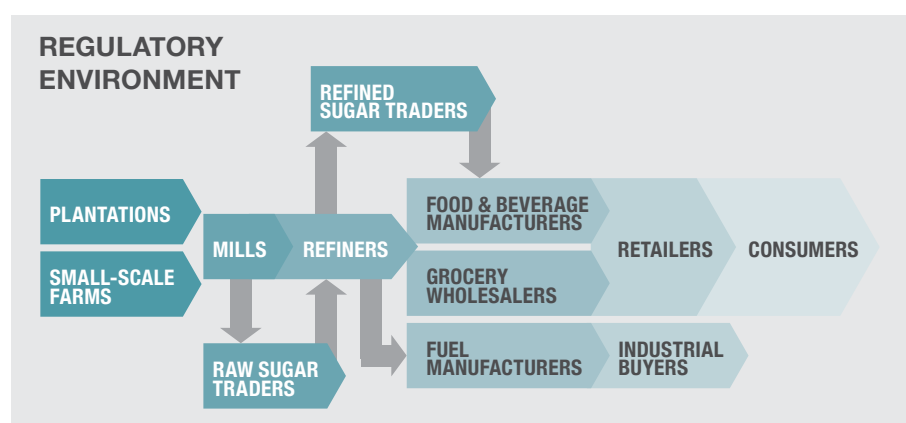 REGULATORY
ENVIRONMENT
REFINED
SUGAR TRADERS
PLANTATIONS
SMALL-SCALE
FARMS
MILLS
REFINERS
RAW SUGAR
TRADERS
FOOD & BEVERAGE
MANUFACTURERS
GROCERY
WHOLESALERS
RETAILERS
CONSUMERS
FUEL
MANUFACTURERS
INDUSTRIAL
BUYERS